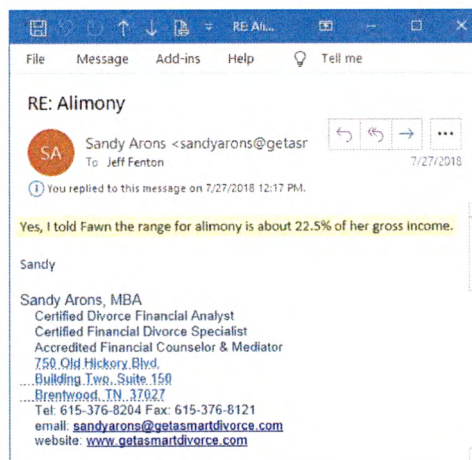 RE: Ali...
File Message Add-ins Help Tell me
RE: Alimony
SA
Sandy Arons <sandyarons@getasr
To Jeff Fenton
7/27/2018
You replied to this message on 7/27/2018 12:17 PM.
Yes, I told Fawn the range for alimony is about 22.5% of her gross income.
Sandy
Sandy Arons, MBA
Certified Divorce Financial Analyst
Certified Financial Divorce Specialist
Accredited Financial Counselor & Mediator
750 Old Hickory Blvd.
Building Two, Suite 150
Brentwood, TN 37027
Tel: 615-376-8204 Fax: 615-376-8121
email: sandyarons@getasmartdivorce.com
website: www.getasmartdivorce.com